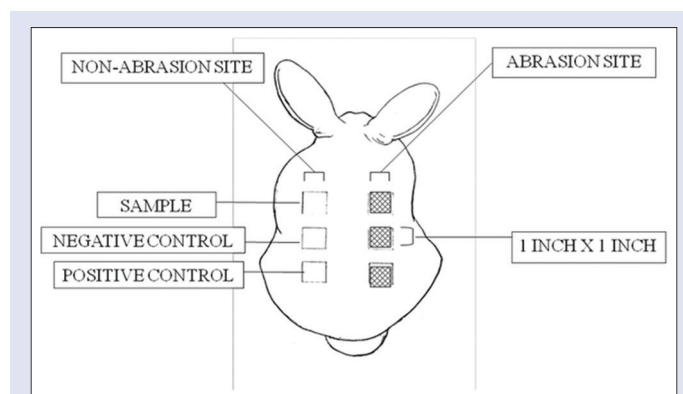 NON-ABRASION SITE
ABRASION SITE
SAMPLE
NEGATIVE CONTROL
POSITIVE CONTROL
1 INCH X 1 INCH